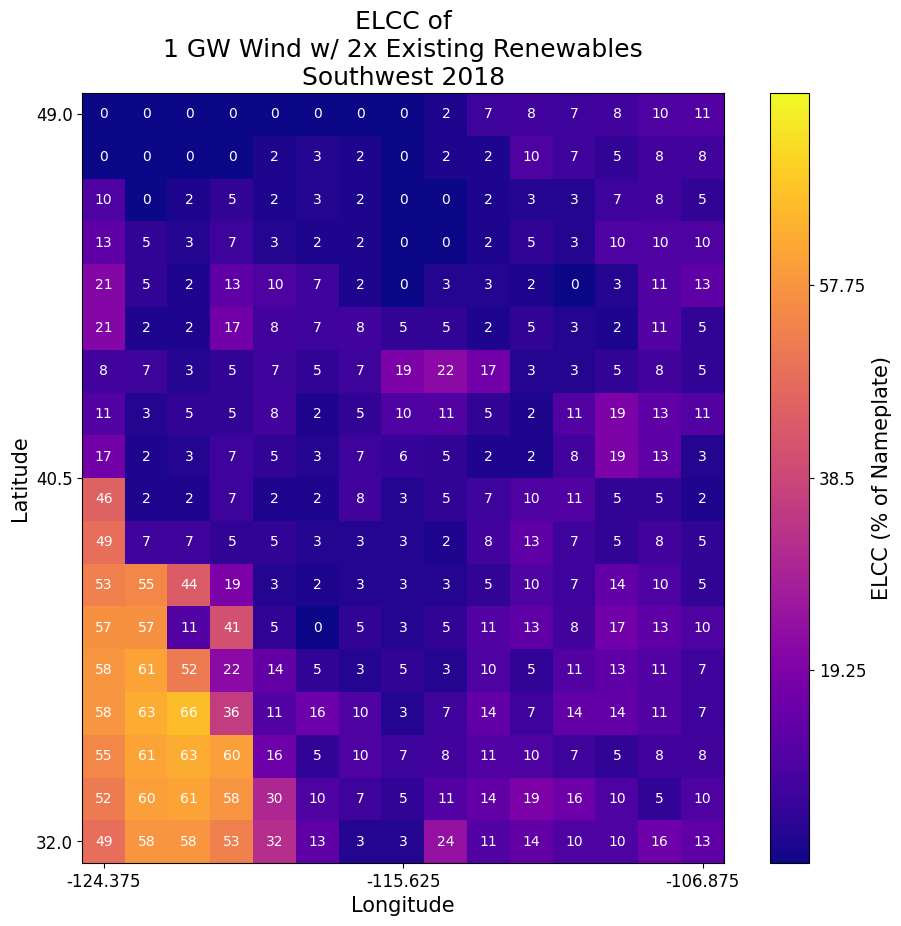 ELCC of
1 GW Wind w/ 2x Existing Renewables
Southwest 2018
49.0
0 0 0 0 0 0 0 0 2 7 8 7 8 10 11
0 0 0 0 2 3 2 0 2 2 10 7 5 8 8
10 0 2 5 2 3 2 0 0 2 3 3 7 8 5
13 5 3 7 3 2 2 0 0 2 5 3 10 10 10
21 5 2 13 10 7 2 0 3 3 2 0 3 11 13
57.75
21 2 2 17 8 7 8 5 5 2 5 3 2 11 5
8 7 3 5 7 5 7 19 22 17 3 3 5 8 5
11 3 5 5 8 2 5 10 11 5 2 11 19 13 11
17 2 3 7 5 3 7 6 5 2 2 8 19 13 3
Latitude
40.5
38.5
ELCC (% of Nameplate)
46 2 2 7 2 2 8 3 5 7 10 11 5 5 2
49 7 7 5 5 3 3 3 2 8 13 7 5 8 5
53 55 44 19 3 2 3 3 3 5 10 7 14 10 5
57 57 11 41 5 0 5 3 5 11 13 8 17 13 10
58 61 52 22 14 5 3 5 3 10 5 11 13 11 7
19.25
58 63 66 36 11 16 10 3 7 14 7 14 14 11 7
55 61 63 60 16 5 10 7 8 11 10 7 5 8 8
52 60 61 58 30 10 7 5 11 14 19 16 10 5 10
32.0
49 58 58 53 32 13 3 3 24 11 14 10 10 16 13
-124.375
-115.625
-106.875
Longitude